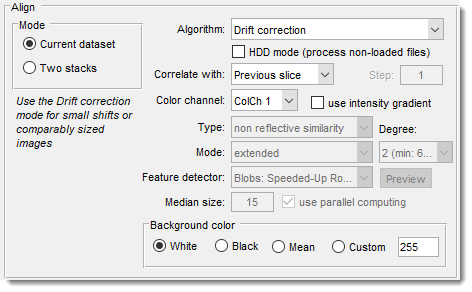 Align
Mode
Current dataset
Two stacks
Use the Drift correction
mode for small shifts or
comparably sized
images
Algorithm: Drift correction
HDD mode (process non-loaded files)
Correlate with: Previous slice Step: 1
Color channel: ColCh 1 use intensity gradient
Type: non reflective similarity Degree:
Mode: extended 2 (min: 6...
Feature detector: Blobs: Speeded-Up Ro... Preview
Median size: 15 use parallel computing
Background color
White Black Mean Custom 255